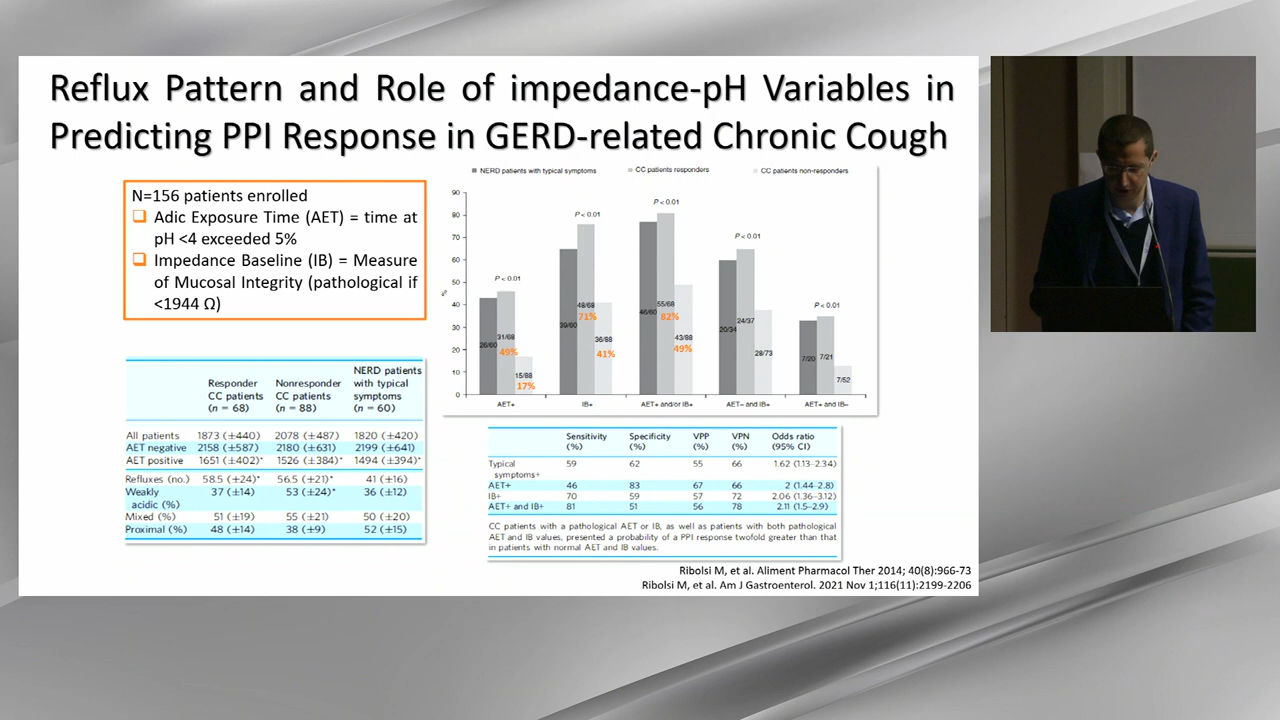 Reflux Pattern and Role of impedance-pH Variables in
Predicting PPI Response in GERD-related Chronic Cough
N=156 patients enrolled
Adic Exposure Time (AET) = time at
pH <4 exceeded 5%
Impedance Baseline (IB) = Measure
of Mucosal Integrity (pathological if
<1944 Ω)
NERD patients with typical symptoms CC patients responders CC patients non-responders
90
80
70
60
50
40
30
20
10
0
%
P < 0.01
26/60
31/68
49%
15/88
17%
P < 0.01
39/60
48/68
71%
36/88
41%
P < 0.01
46/60
55/68
82%
43/88
49%
P < 0.01
20/34
24/37
28/73
P < 0.01
7/20
7/21
7/52
AET+ IB+ AET+ and/or IB+ AET− and IB+ AET+ and IB−
Responder CC patients (n = 68) Nonresponder CC patients (n = 88) NERD patients with typical symptoms (n = 60)
All patients 1873 (±440) 2078 (±487) 1820 (±420)
AET negative 2158 (±587) 2180 (±631) 2199 (±641)
AET positive 1651 (±402)* 1526 (±384)* 1494 (±394)*
Refluxes (no.) 58.5 (±24)* 56.5 (±21)* 41 (±16)
Weakly acidic (%) 37 (±14) 53 (±24)* 36 (±12)
Mixed (%) 51 (±19) 55 (±21) 50 (±20)
Proximal (%) 48 (±14) 38 (±9) 52 (±15)
Sensitivity (%) Specificity (%) VPP (%) VPN (%) Odds ratio (95% CI)
Typical symptoms+ 59 62 55 66 1.62 (1.13–2.34)
AET+ 46 83 67 66 2 (1.44–2.8)
IB+ 70 59 57 72 2.06 (1.36–3.12)
AET+ and IB+ 81 51 56 78 2.11 (1.5–2.9)
CC patients with a pathological AET or IB, as well as patients with both pathological
AET and IB values, presented a probability of a PPI response twofold greater than that
in patients with normal AET and IB values.
Ribolsi M, et al. Aliment Pharmacol Ther 2014; 40(8):966-73
Ribolsi M, et al. Am J Gastroenterol. 2021 Nov 1;116(11):2199-2206